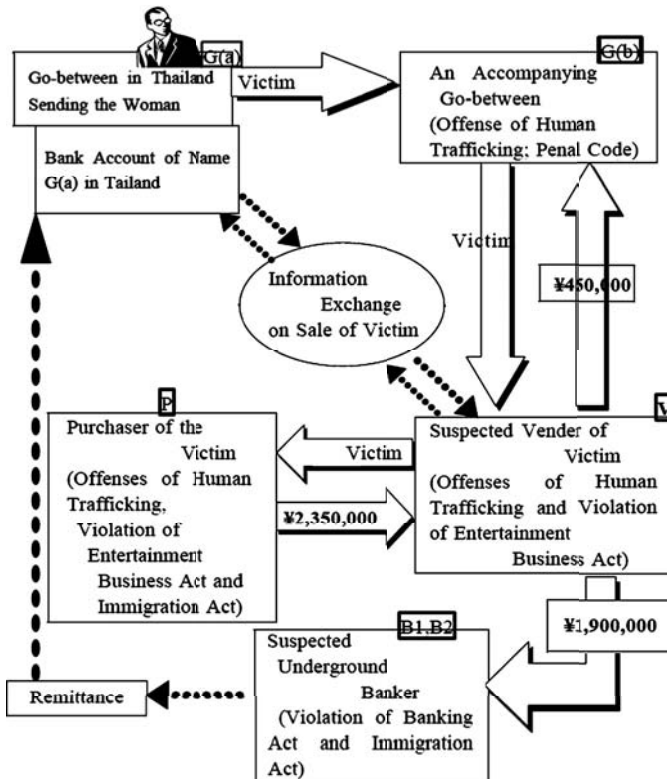 G(a)
Go-between in Thailand
Sending the Woman
Bank Account of Name
G(a) in Tailand
Victim
G(b)
An Accompanying
Go-between
(Offense of Human
Trafficking; Penal Code)
Victim
¥450,000
Information
Exchange
on Sale of Victim
P
Purchaser of the
Victim
(Offenses of Human
Trafficking,
Violation of
Entertainment
Business Act and
Immigration Act)
Victim
¥2,350,000
V
Suspected Vender of
Victim
(Offenses of Human
Trafficking and Violation
of Entertainment
Business Act)
¥1,900,000
B1.B2
Suspected
Underground
Banker
(Violation of Banking
Act and Immigration
Act)
Remittance